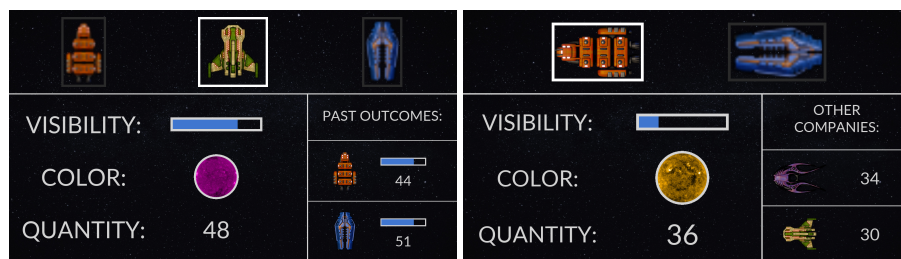 VISIBILITY:
COLOR:
QUANTITY: 48
PAST OUTCOMES:
44
51
VISIBILITY:
COLOR:
QUANTITY: 36
OTHER
COMPANIES:
34
30